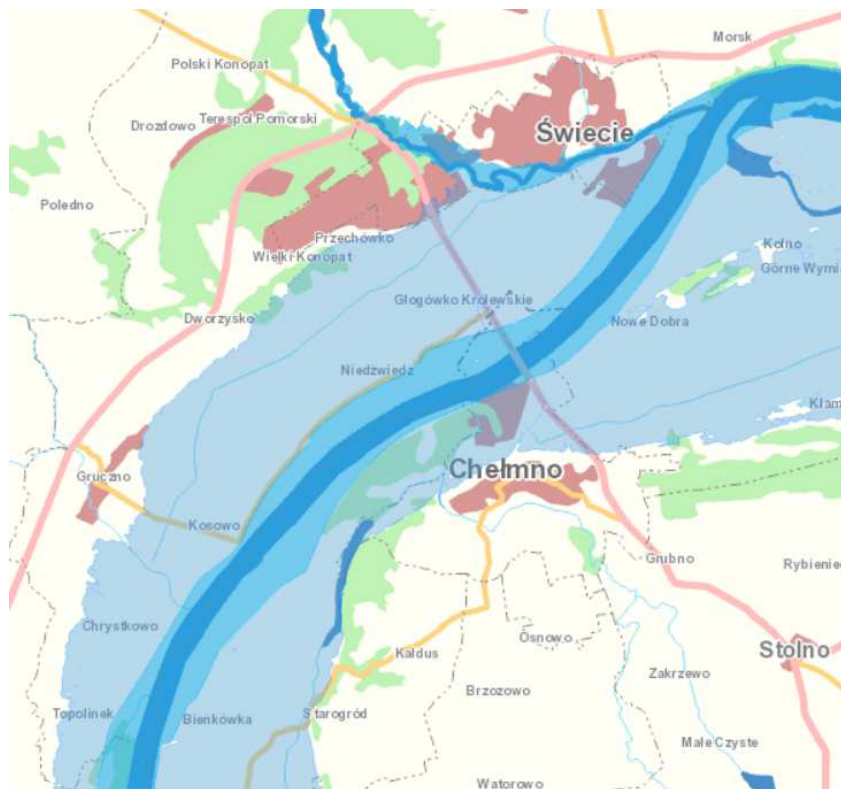 Morsk
Polski Konopat
Terespol Pomorski
Drozdowo
Świecie
Poledno
Przechówko
Wielki Konopat
Kolno
Górne Wymi
Głogówko Królewskie
Dworzysko
Nowe Dobra
Niedźwiedź
Kłam
Chełmno
Gruczno
Kosowo
Grubno
Rybienie
Chrystkowo
Osnowo
Kałdus
Stolno
Zakrzewo
Brzozowo
Topolinek
Bieńkówka
Starogród
Małe Czyste
Watorowo